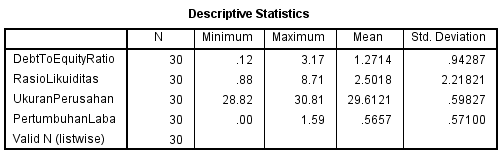 Descriptive Statistics
N Minimum Maximum Mean Std. Deviation
DebtToEquityRatio 30 .12 3.17 1.2714 .94287
RasioLikuiditas 30 .88 8.71 2.5018 2.21821
UkuranPerusahan 30 28.82 30.81 29.6121 .59827
PertumbuhanLaba 30 .00 1.59 .5657 .57100
Valid N (listwise) 30